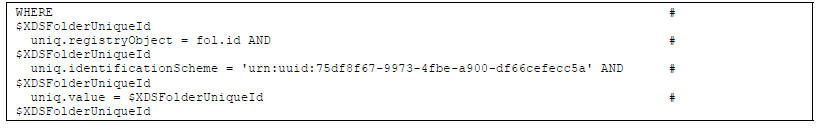 WHERE #
$XDSFolderUniqueId
uniq.registryObject = fol.id AND #
$XDSFolderUniqueId
uniq.identificationScheme = 'urn:uuid:75df8f67-9973-4fbe-a900-df66cefecc5a' AND #
$XDSFolderUniqueId
uniq.value = $XDSFolderUniqueId #
$XDSFolderUniqueId